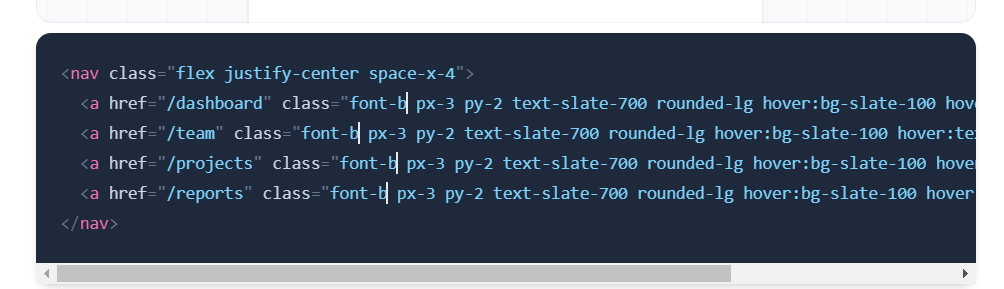 <nav class="flex justify-center space-x-4">
<a href="/dashboard" class="font-b px-3 py-2 text-slate-700 rounded-lg hover:bg-slate-100 hov
<a href="/team" class="font-b px-3 py-2 text-slate-700 rounded-lg hover:bg-slate-100 hover:te
<a href="/projects" class="font-b px-3 py-2 text-slate-700 rounded-lg hover:bg-slate-100 hove
<a href="/reports" class="font-b px-3 py-2 text-slate-700 rounded-lg hover:bg-slate-100 hover
</nav>